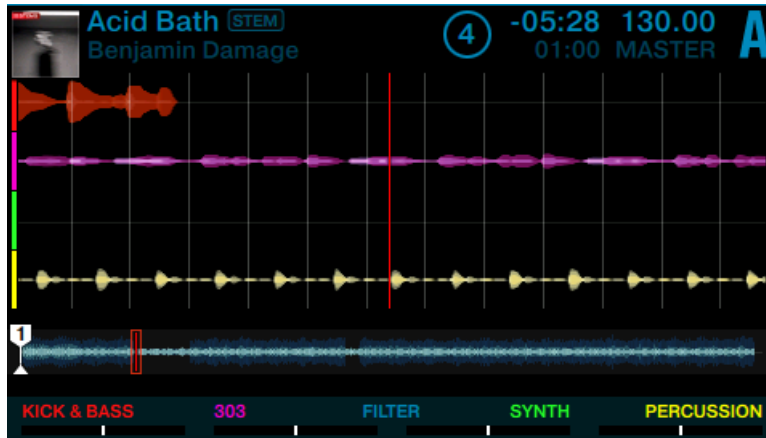 Acid Bath STEM
Benjamin Damage
4
-05:28 130.00
01:00 MASTER
A
1
KICK & BASS 303 FILTER SYNTH PERCUSSION